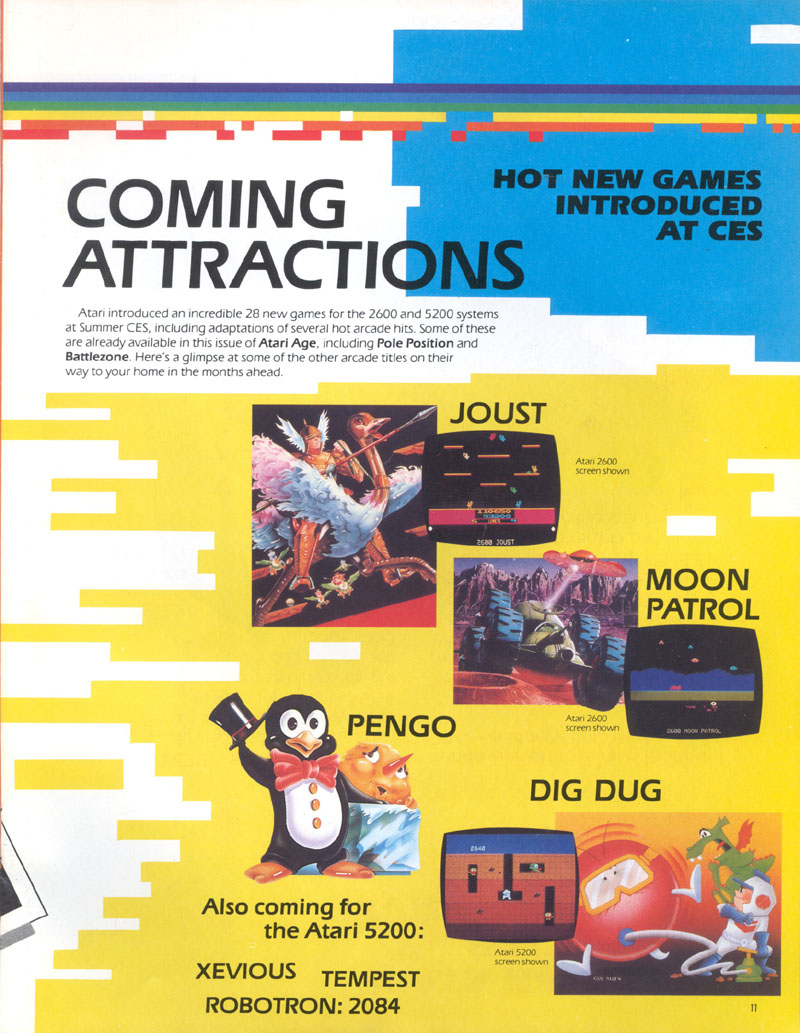 HOT NEW GAMES
INTRODUCED
AT CES
COMING
ATTRACTIONS
Atari introduced an incredible 28 new games for the 2600 and 5200 systems
at Summer CES, including adaptations of several hot arcade hits. Some of these
are already available in this issue of Atari Age, including Pole Position and
Battlezone. Here's a glimpse at some of the other arcade titles on their
way to your home in the months ahead.
JOUST
Atari 2600
screen shown
2600 JOUST
MOON
PATROL
Atari 2600
screen shown
2600 MOON PATROL
PENGO
DIG DUG
2640
Atari 5200
screen shown
Also coming for
the Atari 5200:
XEVIOUS
TEMPEST
ROBOTRON: 2084
11